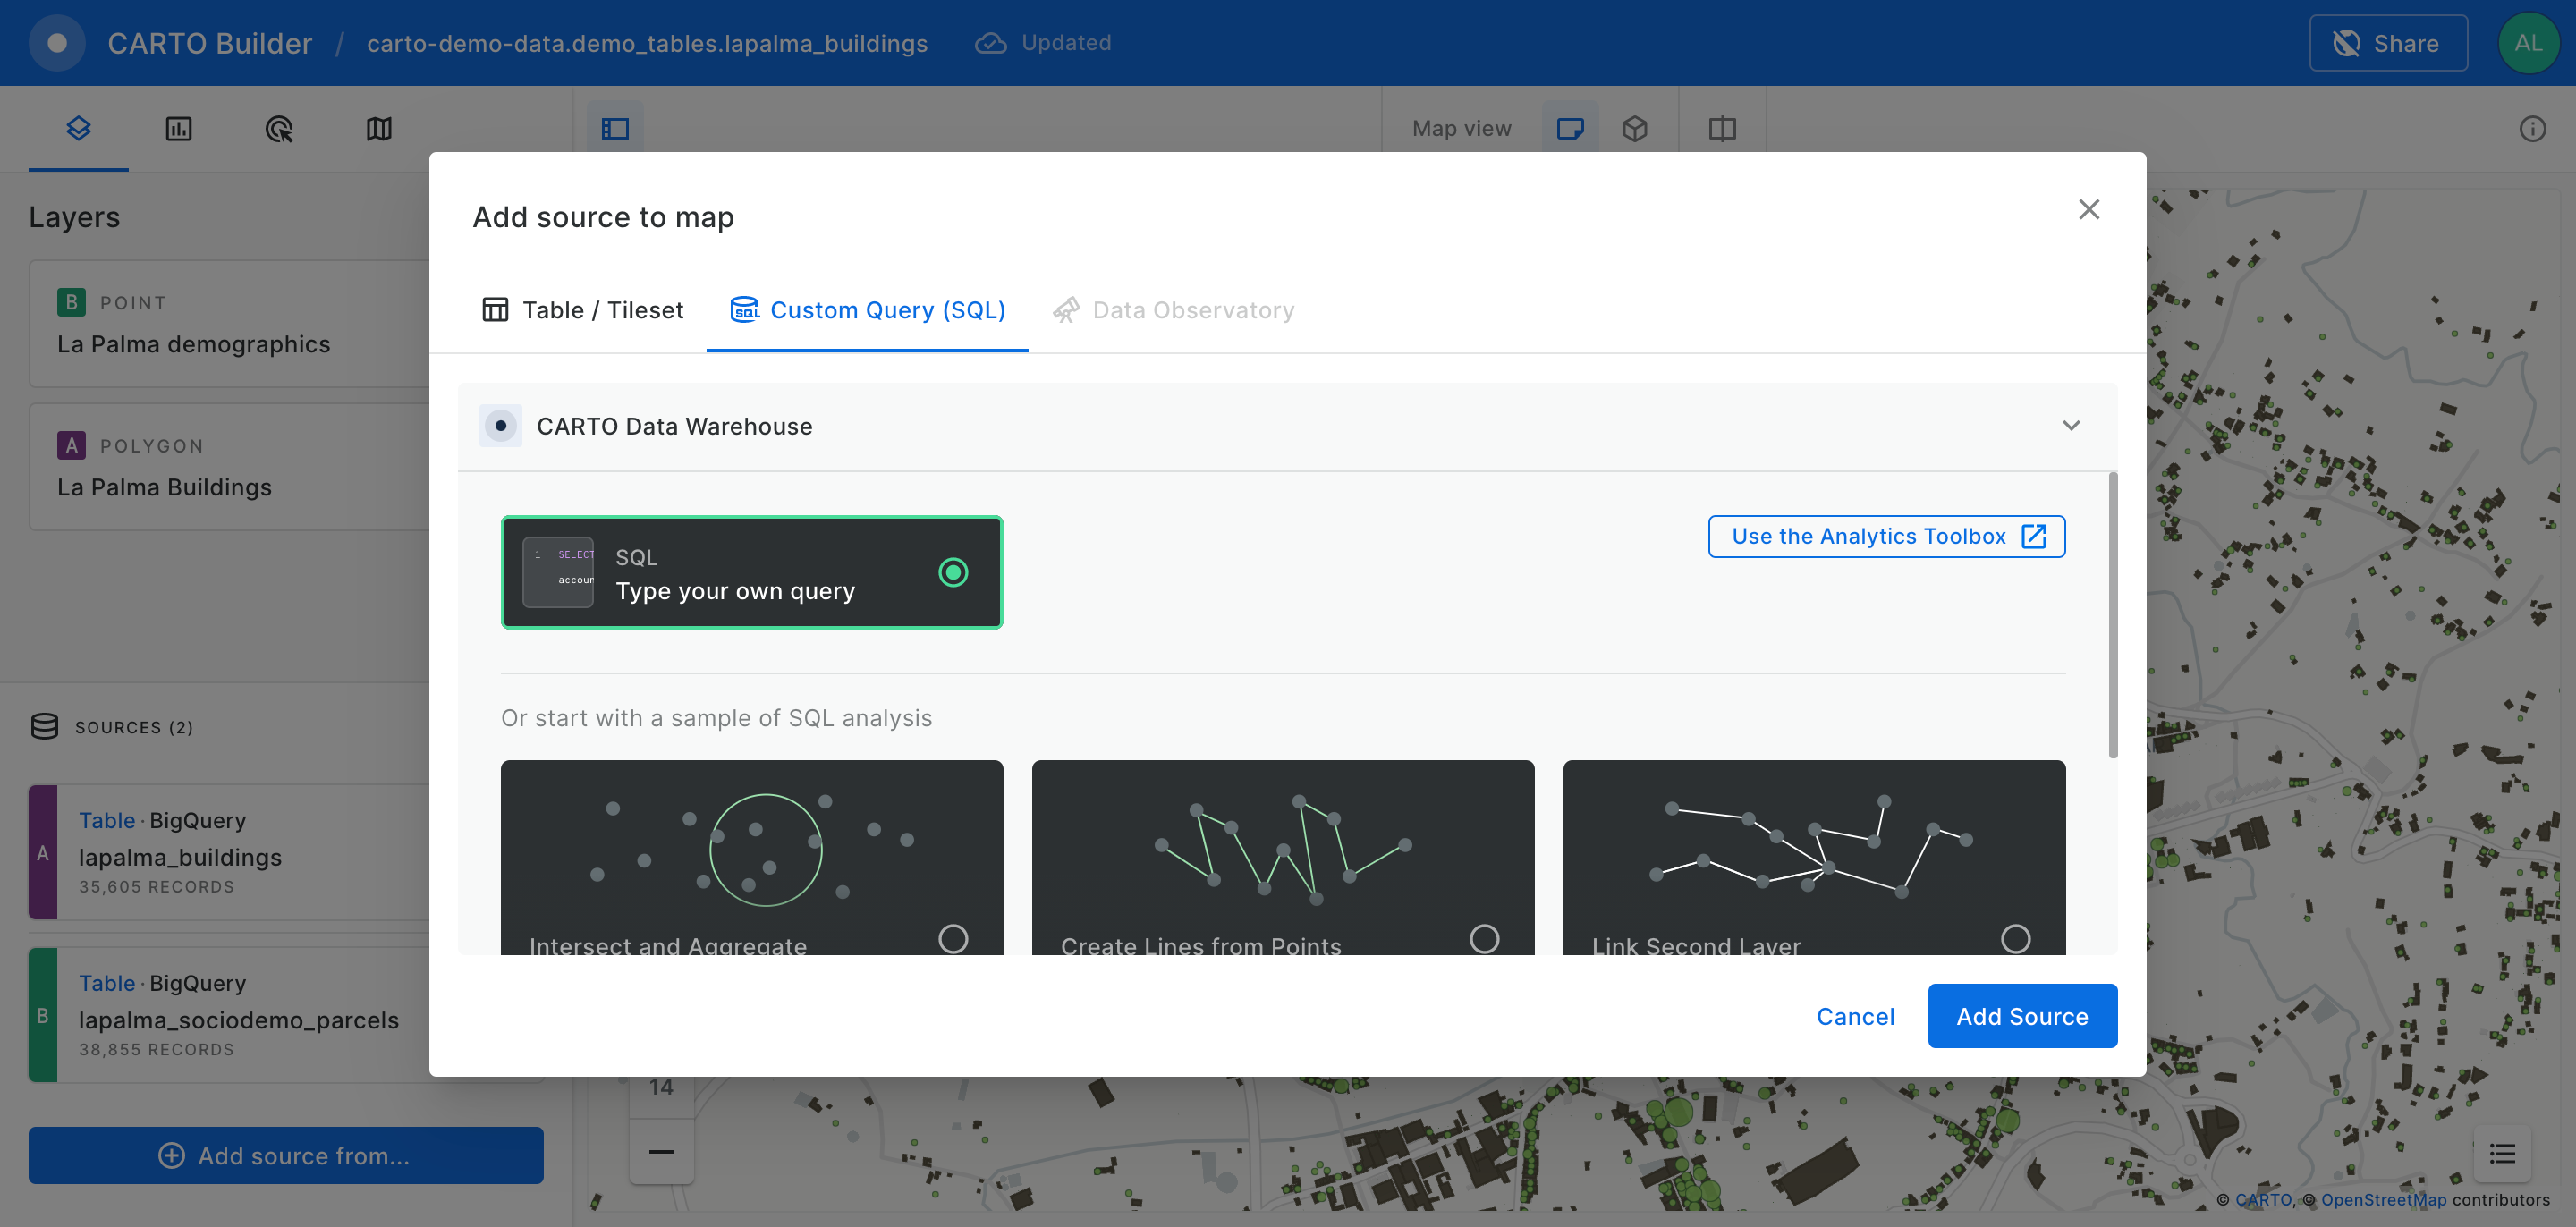 CARTO Builder / carto-demo-data.demo_tables.lapalma_buildings Updated Share AL
Map view
Layers
B POINT
La Palma demographics
A POLYGON
La Palma Buildings
SOURCES (2)
A
Table · BigQuery
lapalma_buildings
35,605 RECORDS
B
Table · BigQuery
lapalma_sociodemo_parcels
38,855 RECORDS
Add source from...
Add source to map
Table / Tileset SQL Custom Query (SQL) Data Observatory
CARTO Data Warehouse
1 SELECT
accoun
SQL
Type your own query
Use the Analytics Toolbox
Or start with a sample of SQL analysis
Intersect and Aggregate
Create Lines from Points
Link Second Layer
Cancel Add Source
14
© CARTO, © OpenStreetMap contributors